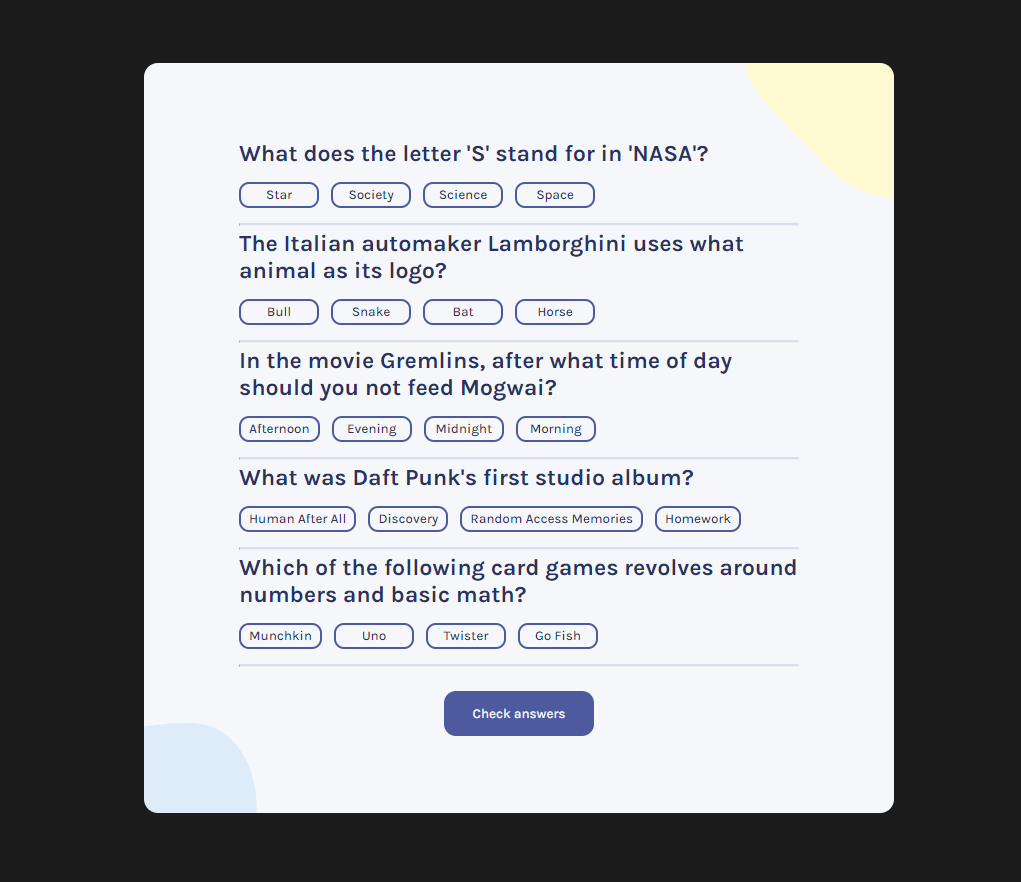 What does the letter 'S' stand for in 'NASA'?
Star Society Science Space
The Italian automaker Lamborghini uses what
animal as its logo?
Bull Snake Bat Horse
In the movie Gremlins, after what time of day
should you not feed Mogwai?
Afternoon Evening Midnight Morning
What was Daft Punk's first studio album?
Human After All Discovery Random Access Memories Homework
Which of the following card games revolves around
numbers and basic math?
Munchkin Uno Twister Go Fish
Check answers